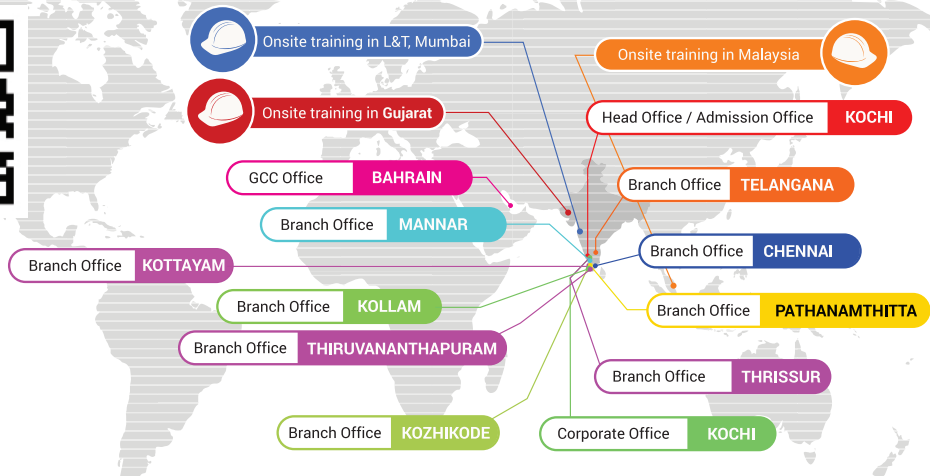 Onsite training in L&T, Mumbai
Onsite training in Malaysia
Onsite training in Gujarat
Head Office / Admission Office KOCHI
GCC Office BAHRAIN
Branch Office TELANGANA
Branch Office MANNAR
Branch Office CHENNAI
Branch Office KOTTAYAM
Branch Office KOLLAM
Branch Office PATHANAMTHITTA
Branch Office THIRUVANANTHAPURAM
Branch Office THRISSUR
Branch Office KOZHIKODE
Corporate Office KOCHI